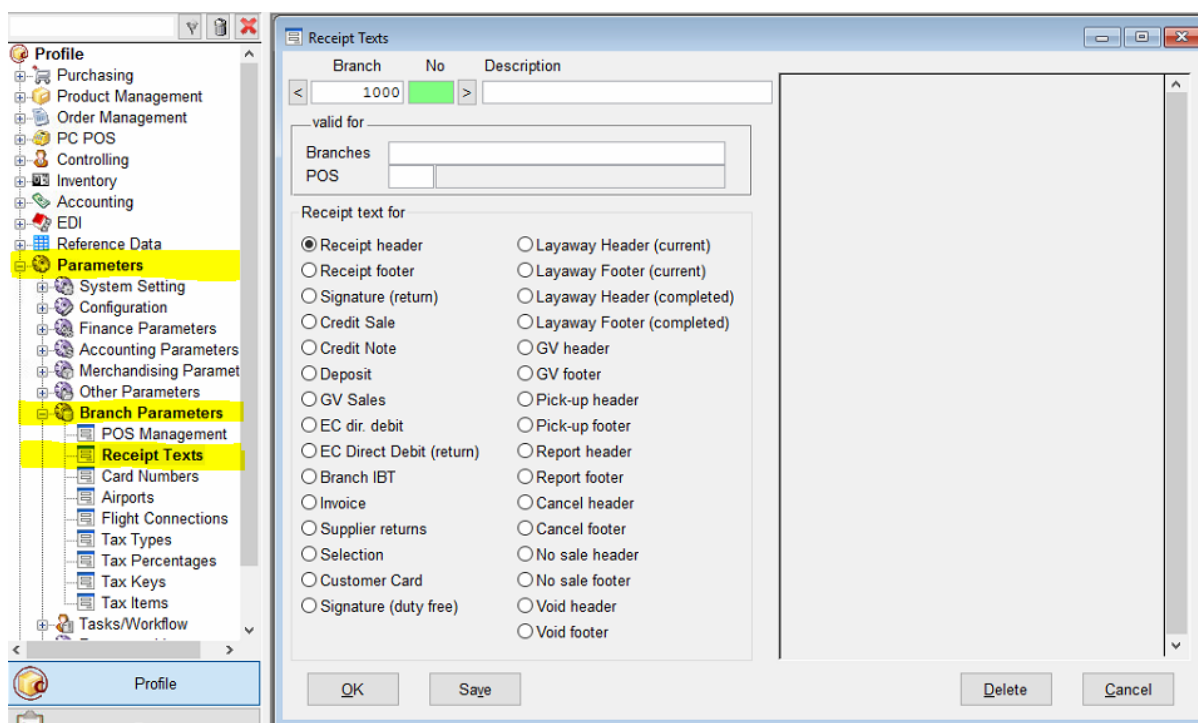 Profile
Purchasing
Product Management
Order Management
PC POS
Controlling
Inventory
Accounting
EDI
Reference Data
Parameters
System Setting
Configuration
Finance Parameters
Accounting Parameters
Merchandising Paramet
Other Parameters
Branch Parameters
POS Management
Receipt Texts
Card Numbers
Airports
Flight Connections
Tax Types
Tax Percentages
Tax Keys
Tax Items
Tasks/Workflow
Profile
Receipt Texts
Branch No Description
< 1000 >
valid for
Branches
POS
Receipt text for
Receipt header
Receipt footer
Signature (return)
Credit Sale
Credit Note
Deposit
GV Sales
EC dir. debit
EC Direct Debit (return)
Branch IBT
Invoice
Supplier returns
Selection
Customer Card
Signature (duty free)
Layaway Header (current)
Layaway Footer (current)
Layaway Header (completed)
Layaway Footer (completed)
GV header
GV footer
Pick-up header
Pick-up footer
Report header
Report footer
Cancel header
Cancel footer
No sale header
No sale footer
Void header
Void footer
OK Save Delete Cancel